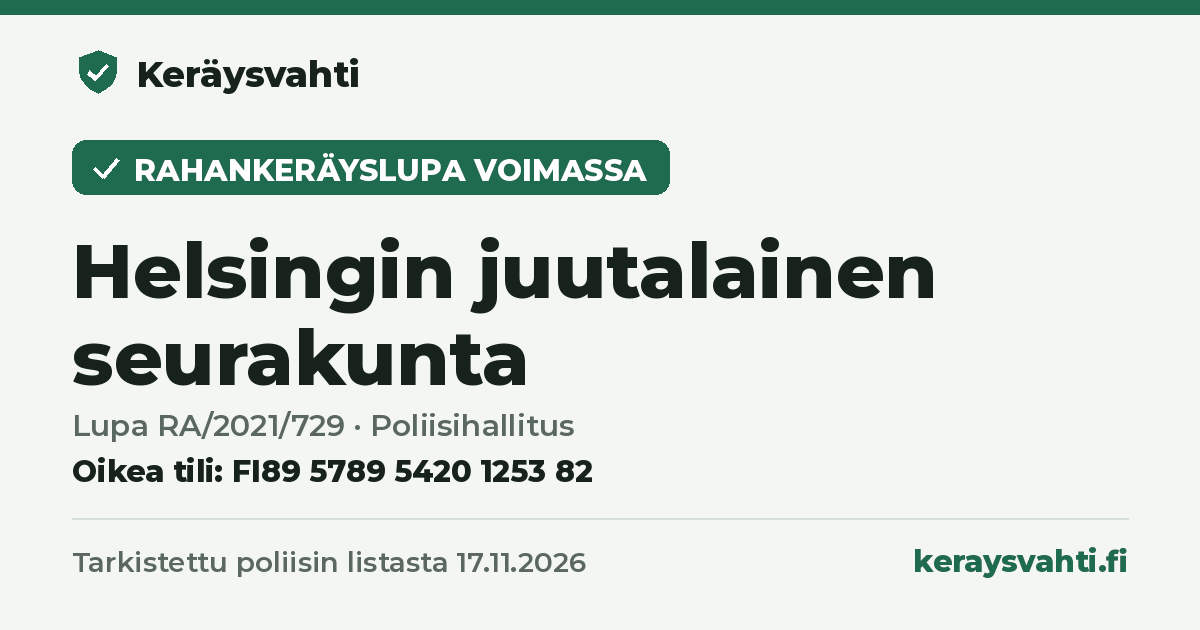 Keräysvahti
RAHANKERÄYSLUPA VOIMASSA
Helsingin juutalainen
seurakunta
Lupa RA/2021/729 · Poliisihallitus
Oikea tili: FI89 5789 5420 1253 82
Tarkistettu poliisin listasta 17.11.2026
keraysvahti.fi